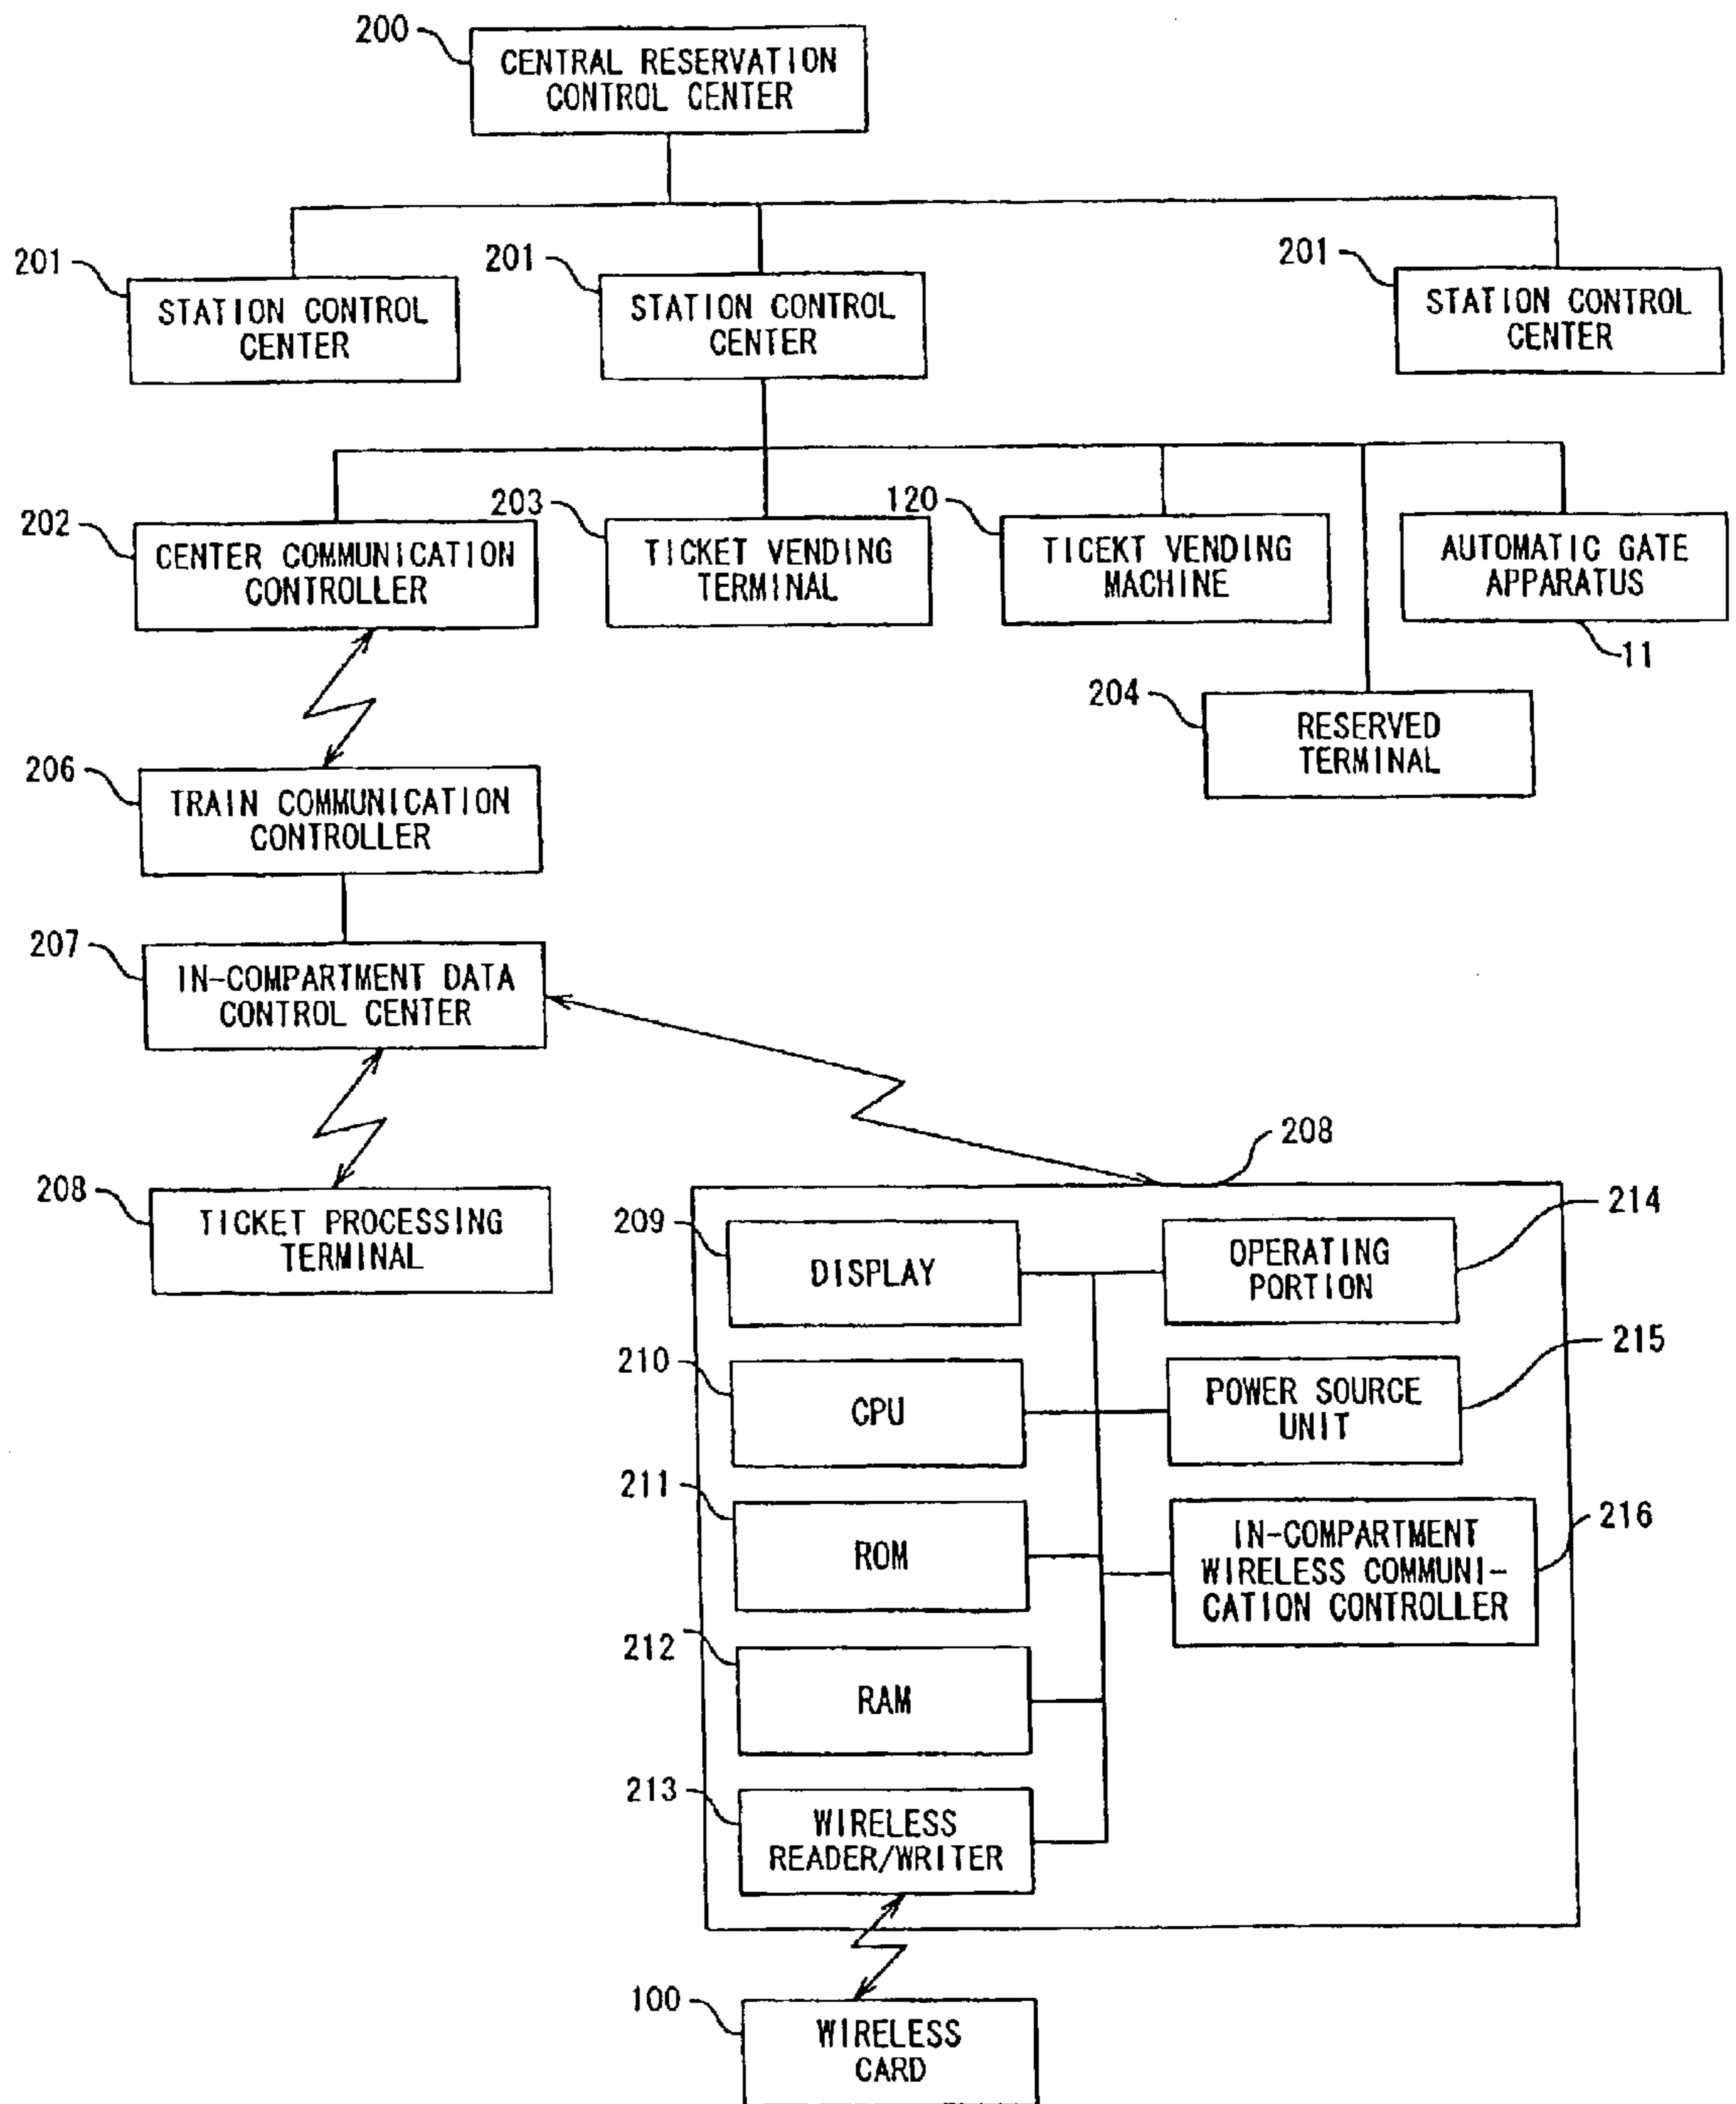 200
CENTRAL RESERVATION
CONTROL CENTER
201
STATION CONTROL
CENTER
201
STATION CONTROL
CENTER
201
STATION CONTROL
CENTER
202
CENTER COMMUNICATION
CONTROLLER
203
TICKET VENDING
TERMINAL
120
TICEKT VENDING
MACHINE
AUTOMATIC GATE
APPARATUS
11
204
RESERVED
TERMINAL
206
TRAIN COMMUNICATION
CONTROLLER
207
IN-COMPARTMENT DATA
CONTROL CENTER
208
TICKET PROCESSING
TERMINAL
208
209
DISPLAY
214
OPERATING
PORTION
210
CPU
215
POWER SOURCE
UNIT
211
ROM
216
IN-COMPARTMENT
WIRELESS COMMUNI-
CATION CONTROLLER
212
RAM
213
WIRELESS
READER/WRITER
100
WIRELESS
CARD